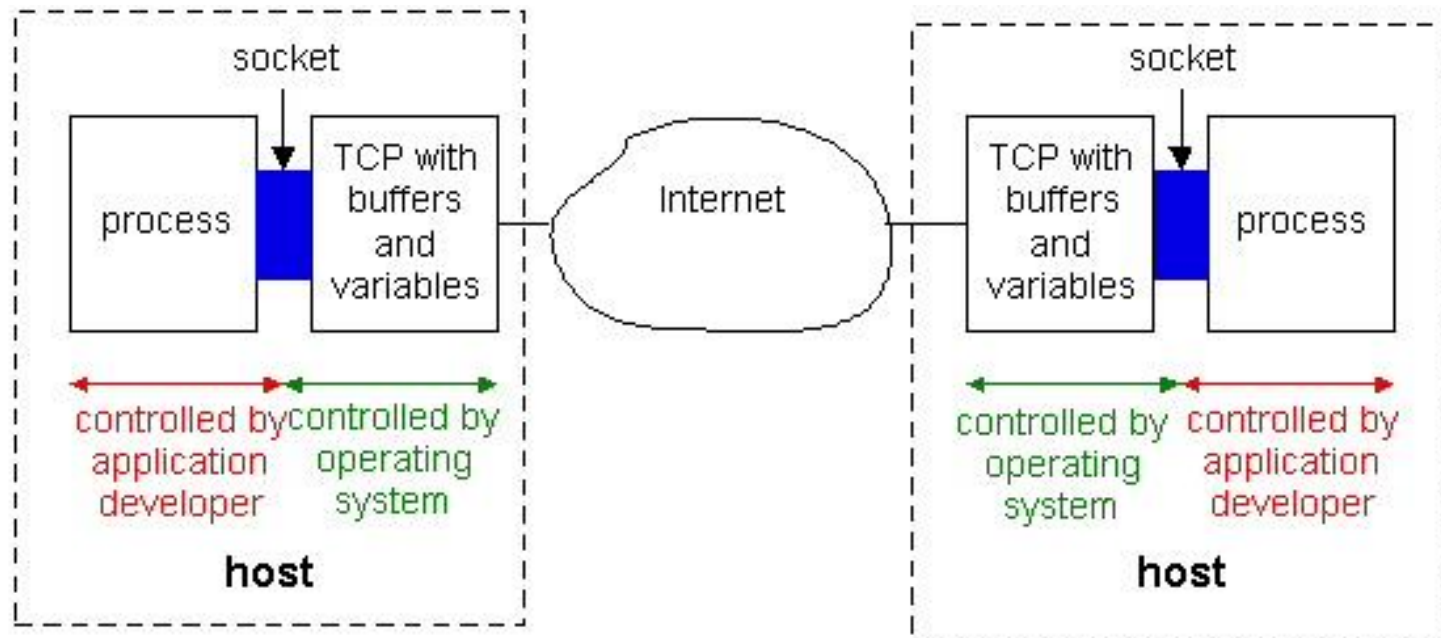 socket
process
TCP with
buffers
and
variables
controlled by
application
developer
controlled by
operating
system
host
Internet
socket
TCP with
buffers
and
variables
process
controlled by
operating
system
controlled by
application
developer
host